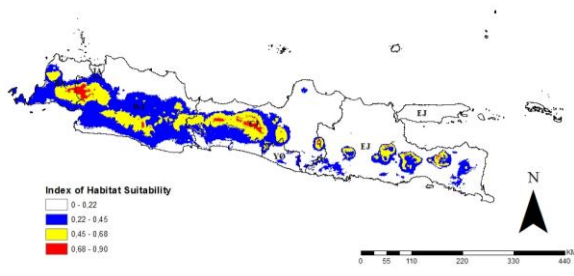 EJ
EJ
YO
Index of Habitat Suitability
0 - 0,22
0,22 - 0,45
0,45 - 0,68
0,68 - 0,90
N
0 55 110 220 330 440